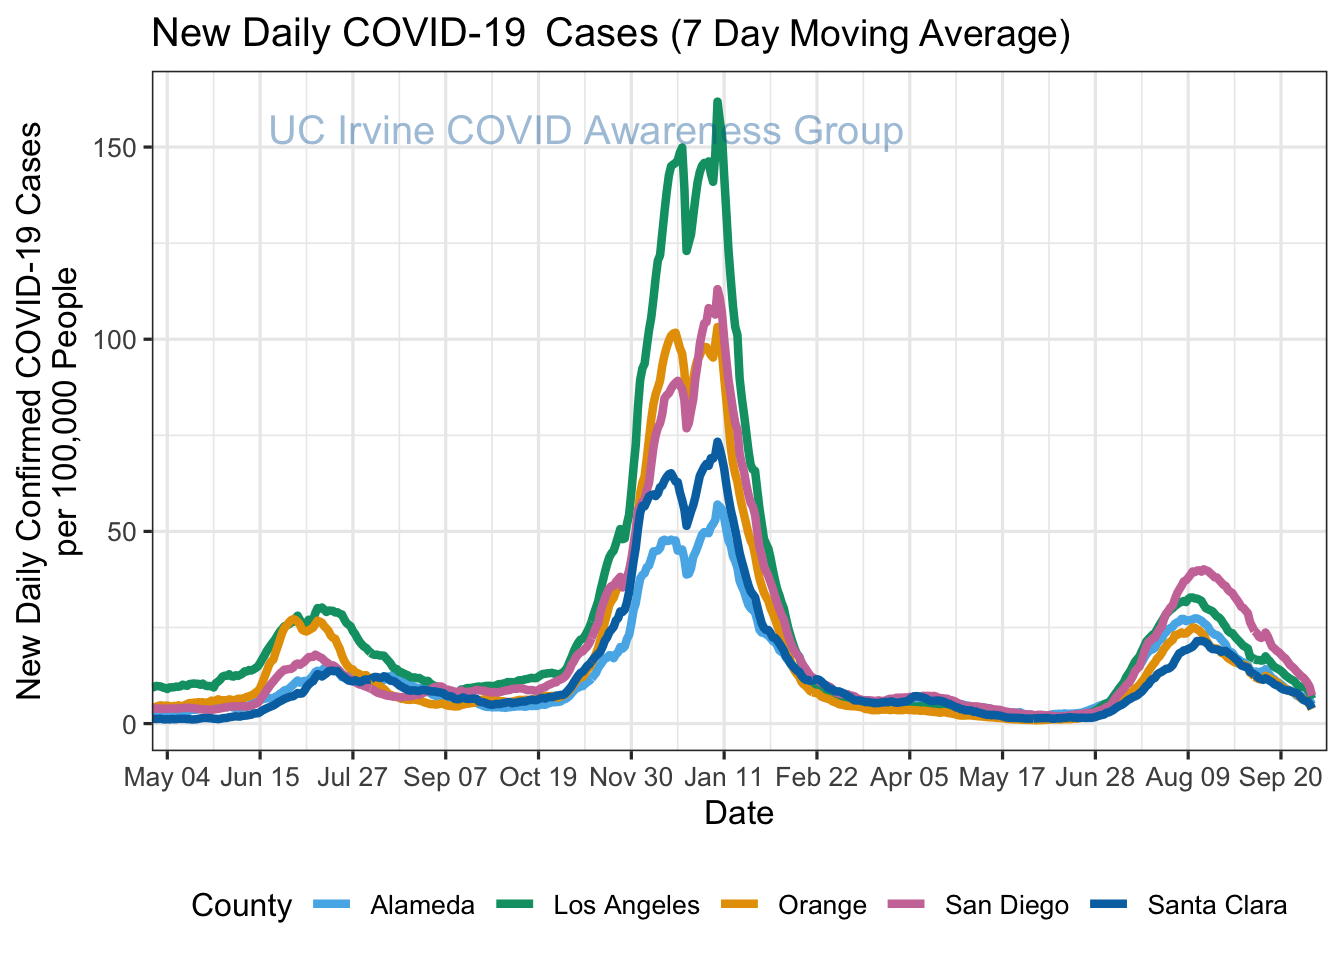 New Daily COVID-19  Cases (7 Day Moving Average)
UC Irvine COVID Awareness Group
New Daily Confirmed COVID-19 Cases
per 100,000 People
150
100
50
0
May 04 Jun 15 Jul 27 Sep 07 Oct 19 Nov 30 Jan 11 Feb 22 Apr 05 May 17 Jun 28 Aug 09 Sep 20
Date
County Alameda Los Angeles Orange San Diego Santa Clara